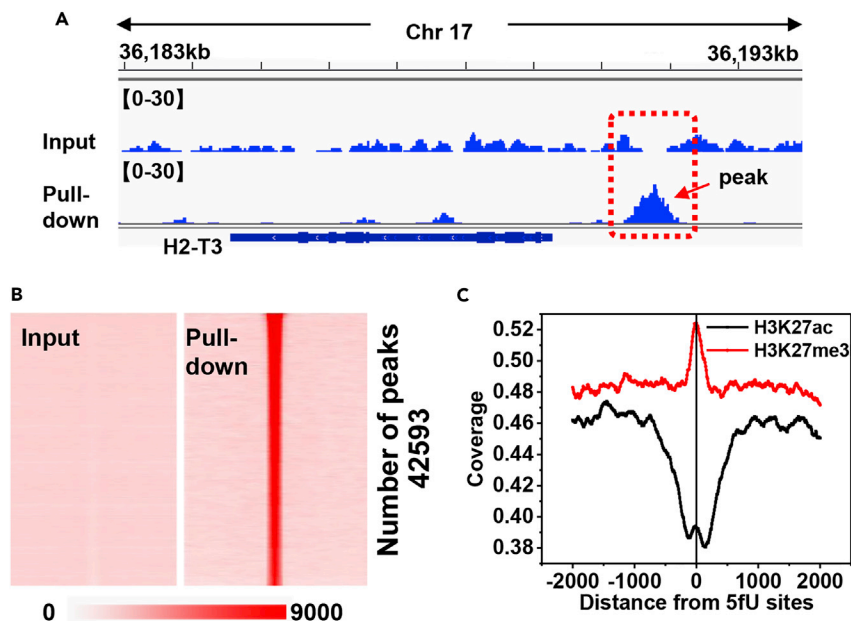 A
Chr 17
36,183kb 36,193kb
【0-30】
Input
【0-30】
peak
Pull-
down
H2-T3
B
Input
Pull-
down
Number of peaks
42593
0 9000
C
H3K27ac
H3K27me3
0.52
0.50
0.48
0.46
0.44
0.42
0.40
0.38
Coverage
-2000 -1000 0 1000 2000
Distance from 5fU sites